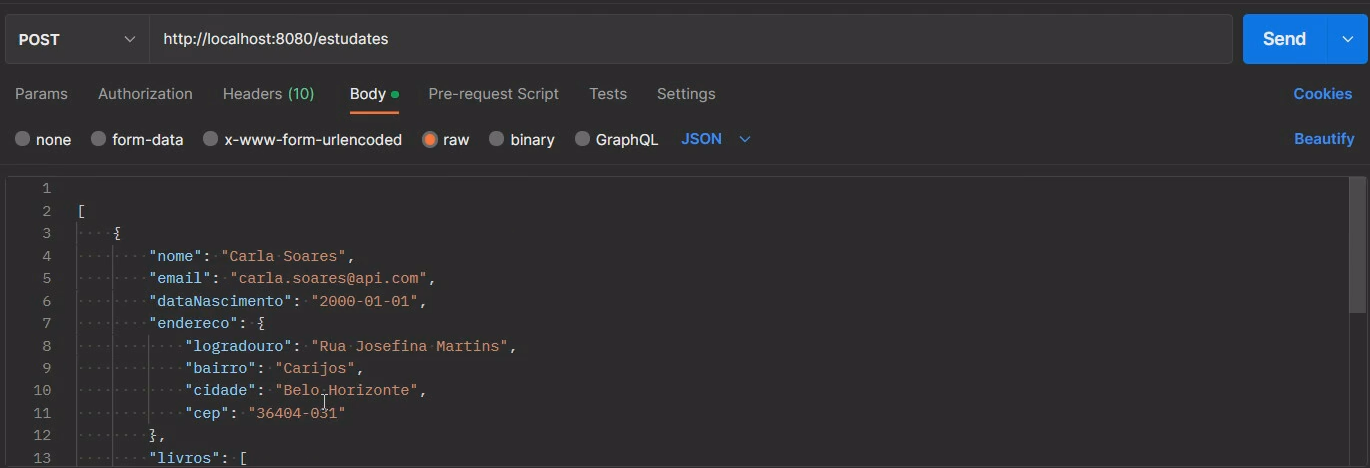 POST http://localhost:8080/estudates Send
Params Authorization Headers (10) Body Pre-request Script Tests Settings Cookies
none form-data x-www-form-urlencoded raw binary GraphQL JSON Beautify
1
2 [
3 {
4 "nome": "Carla Soares",
5 "email": "carla.soares@api.com",
6 "dataNascimento": "2000-01-01",
7 "endereco": {
8 "logradouro": "Rua Josefina Martins",
9 "bairro": "Carijos",
10 "cidade": "Belo Horizonte",
11 "cep": "36404-031"
12 },
13 "livros": [